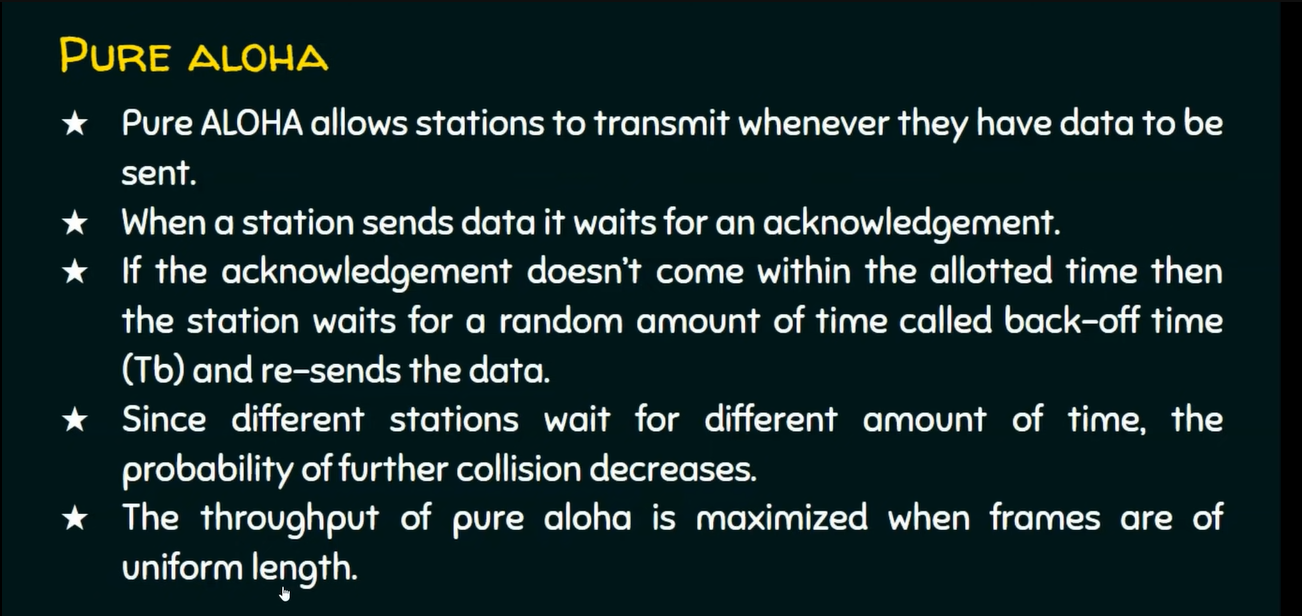 PURE ALOHA
★ Pure ALOHA allows stations to transmit whenever they have data to be
sent.
★ When a station sends data it waits for an acknowledgement.
★ If the acknowledgement doesn't come within the allotted time then
the station waits for a random amount of time called back-off time
(Tb) and re-sends the data.
★ Since different stations wait for different amount of time, the
probability of further collision decreases.
★ The throughput of pure aloha is maximized when frames are of
uniform length.